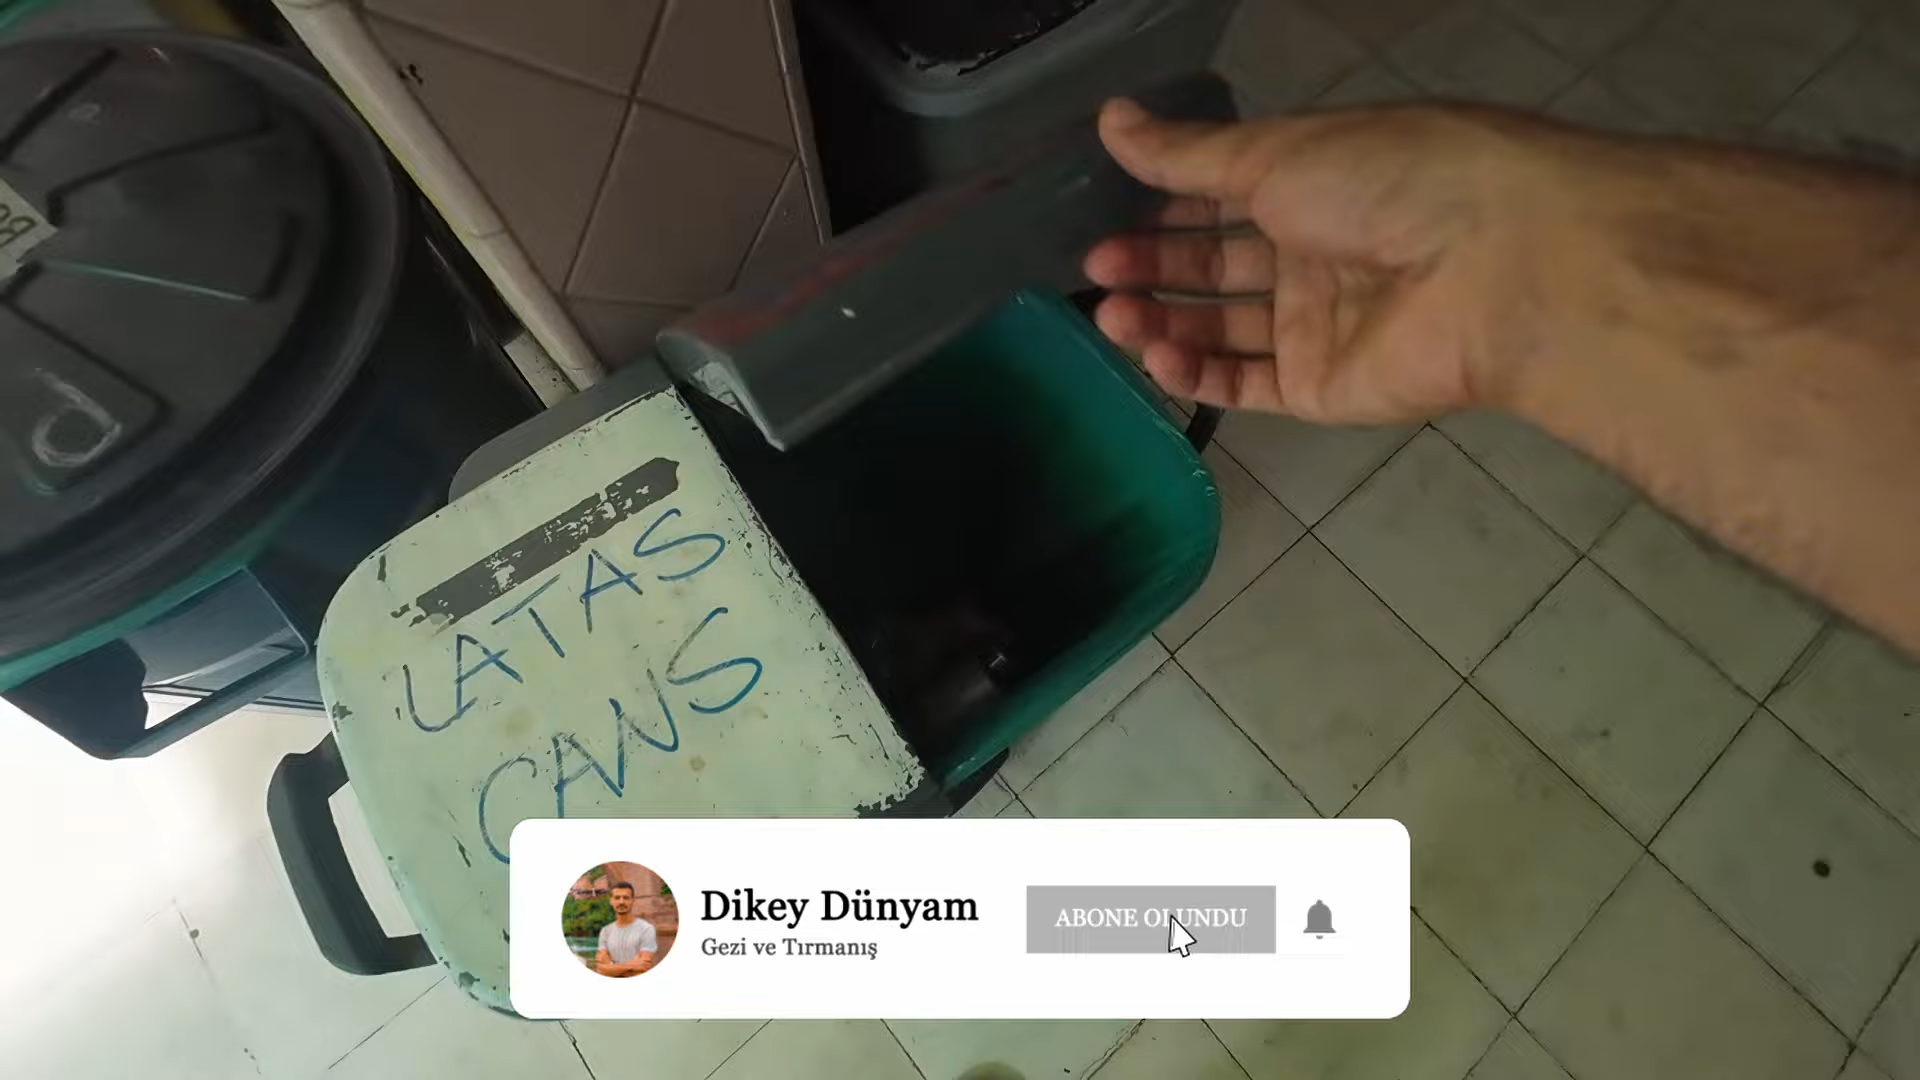 LATAS
CANS
Dikey Dünyam
Gezi ve Tırmanış
ABONE OLUNDU